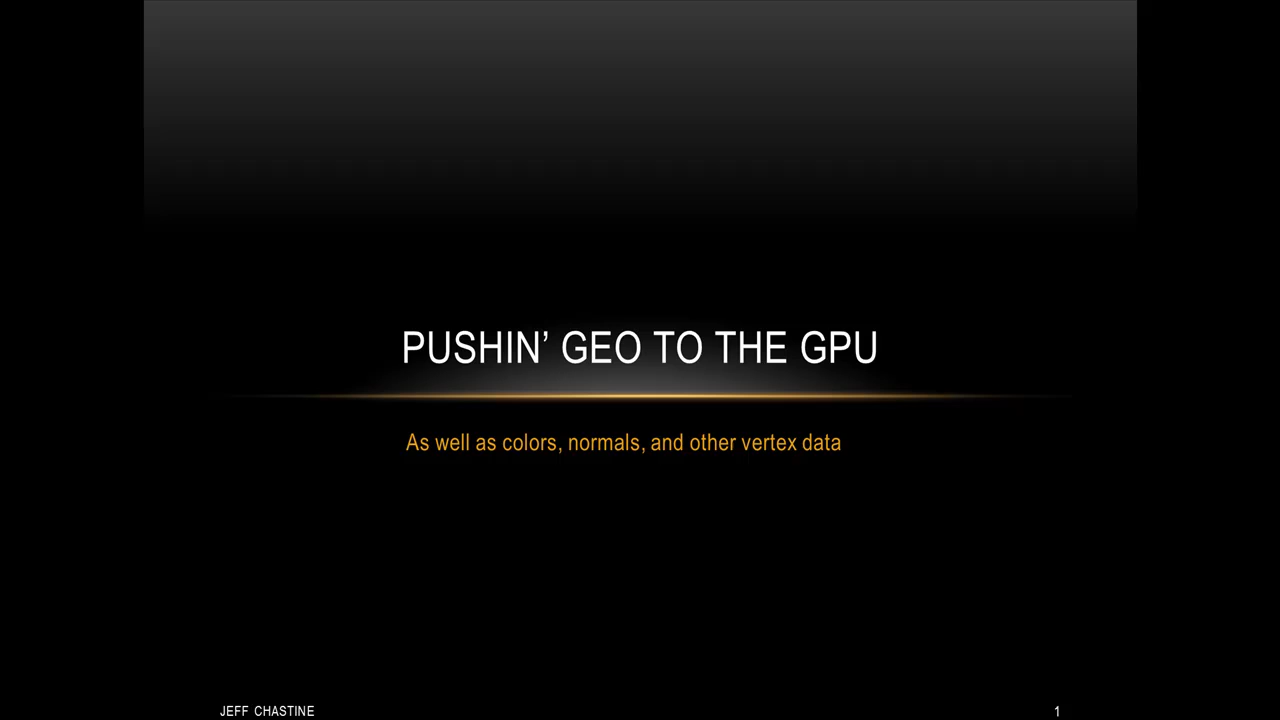 PUSHIN’ GEO TO THE GPU
As well as colors, normals, and other vertex data
JEFF CHASTINE
1